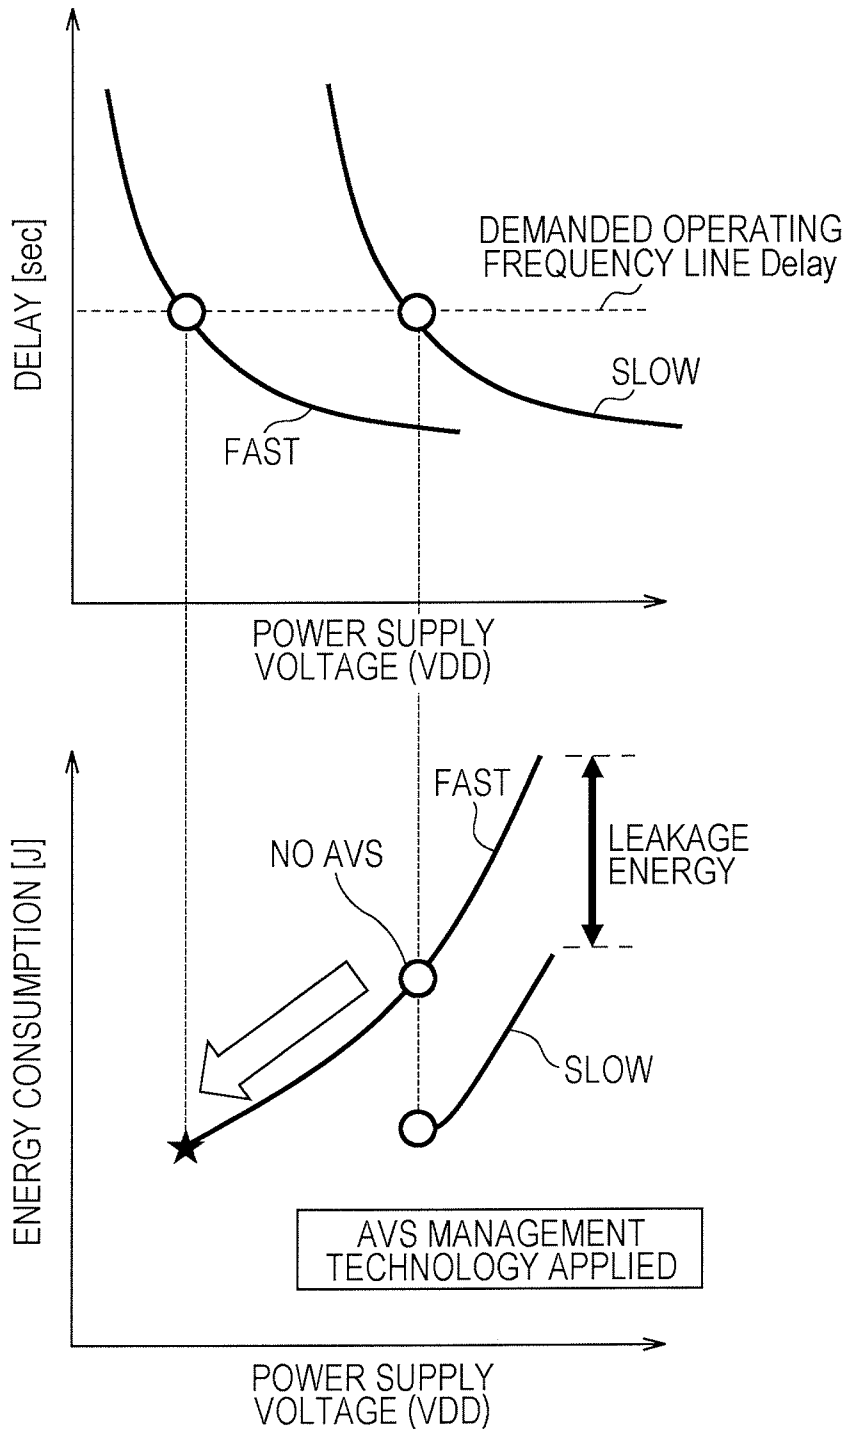 DELAY [sec]
DEMANDED OPERATING
FREQUENCY LINE Delay
SLOW
FAST
POWER SUPPLY
VOLTAGE (VDD)
ENERGY CONSUMPTION [J]
FAST
NO AVS
LEAKAGE
ENERGY
SLOW
AVS MANAGEMENT
TECHNOLOGY APPLIED
POWER SUPPLY
VOLTAGE (VDD)